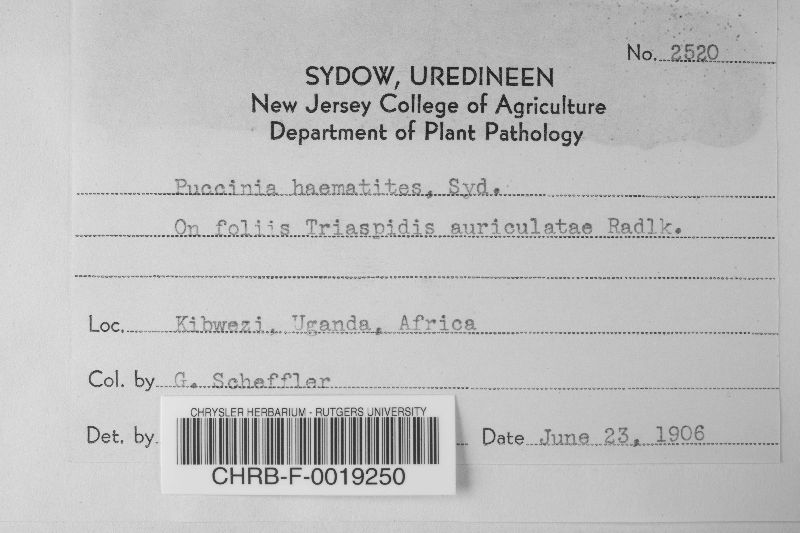 No. 2520
SYDOW, UREDINEEN
New Jersey College of Agriculture
Department of Plant Pathology
Puccinia haematites, Syd.
On foliis Triaspidis auriculatae Radlk.
Loc. Kibwezi, Uganda, Africa
Col. by G. Scheffler
Det. by Date June 23, 1906
CHRYSLER HERBARIUM - RUTGERS UNIVERSITY
CHRB-F-0019250